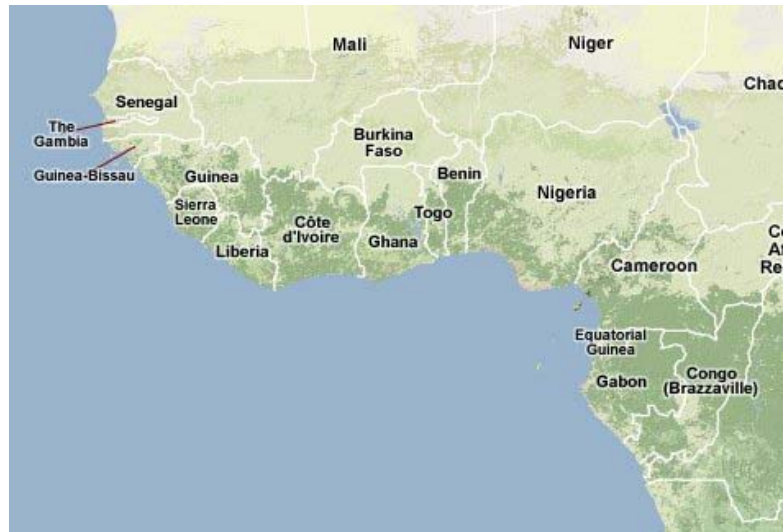 Mali
Niger
Chad
Senegal
The
Gambia
Guinea-Bissau
Burkina
Faso
Benin
Guinea
Nigeria
Sierra
Leone
Togo
Côte
d'Ivoire
Ghana
Liberia
Cameroon
Equatorial
Guinea
Gabon
Congo
(Brazzaville)